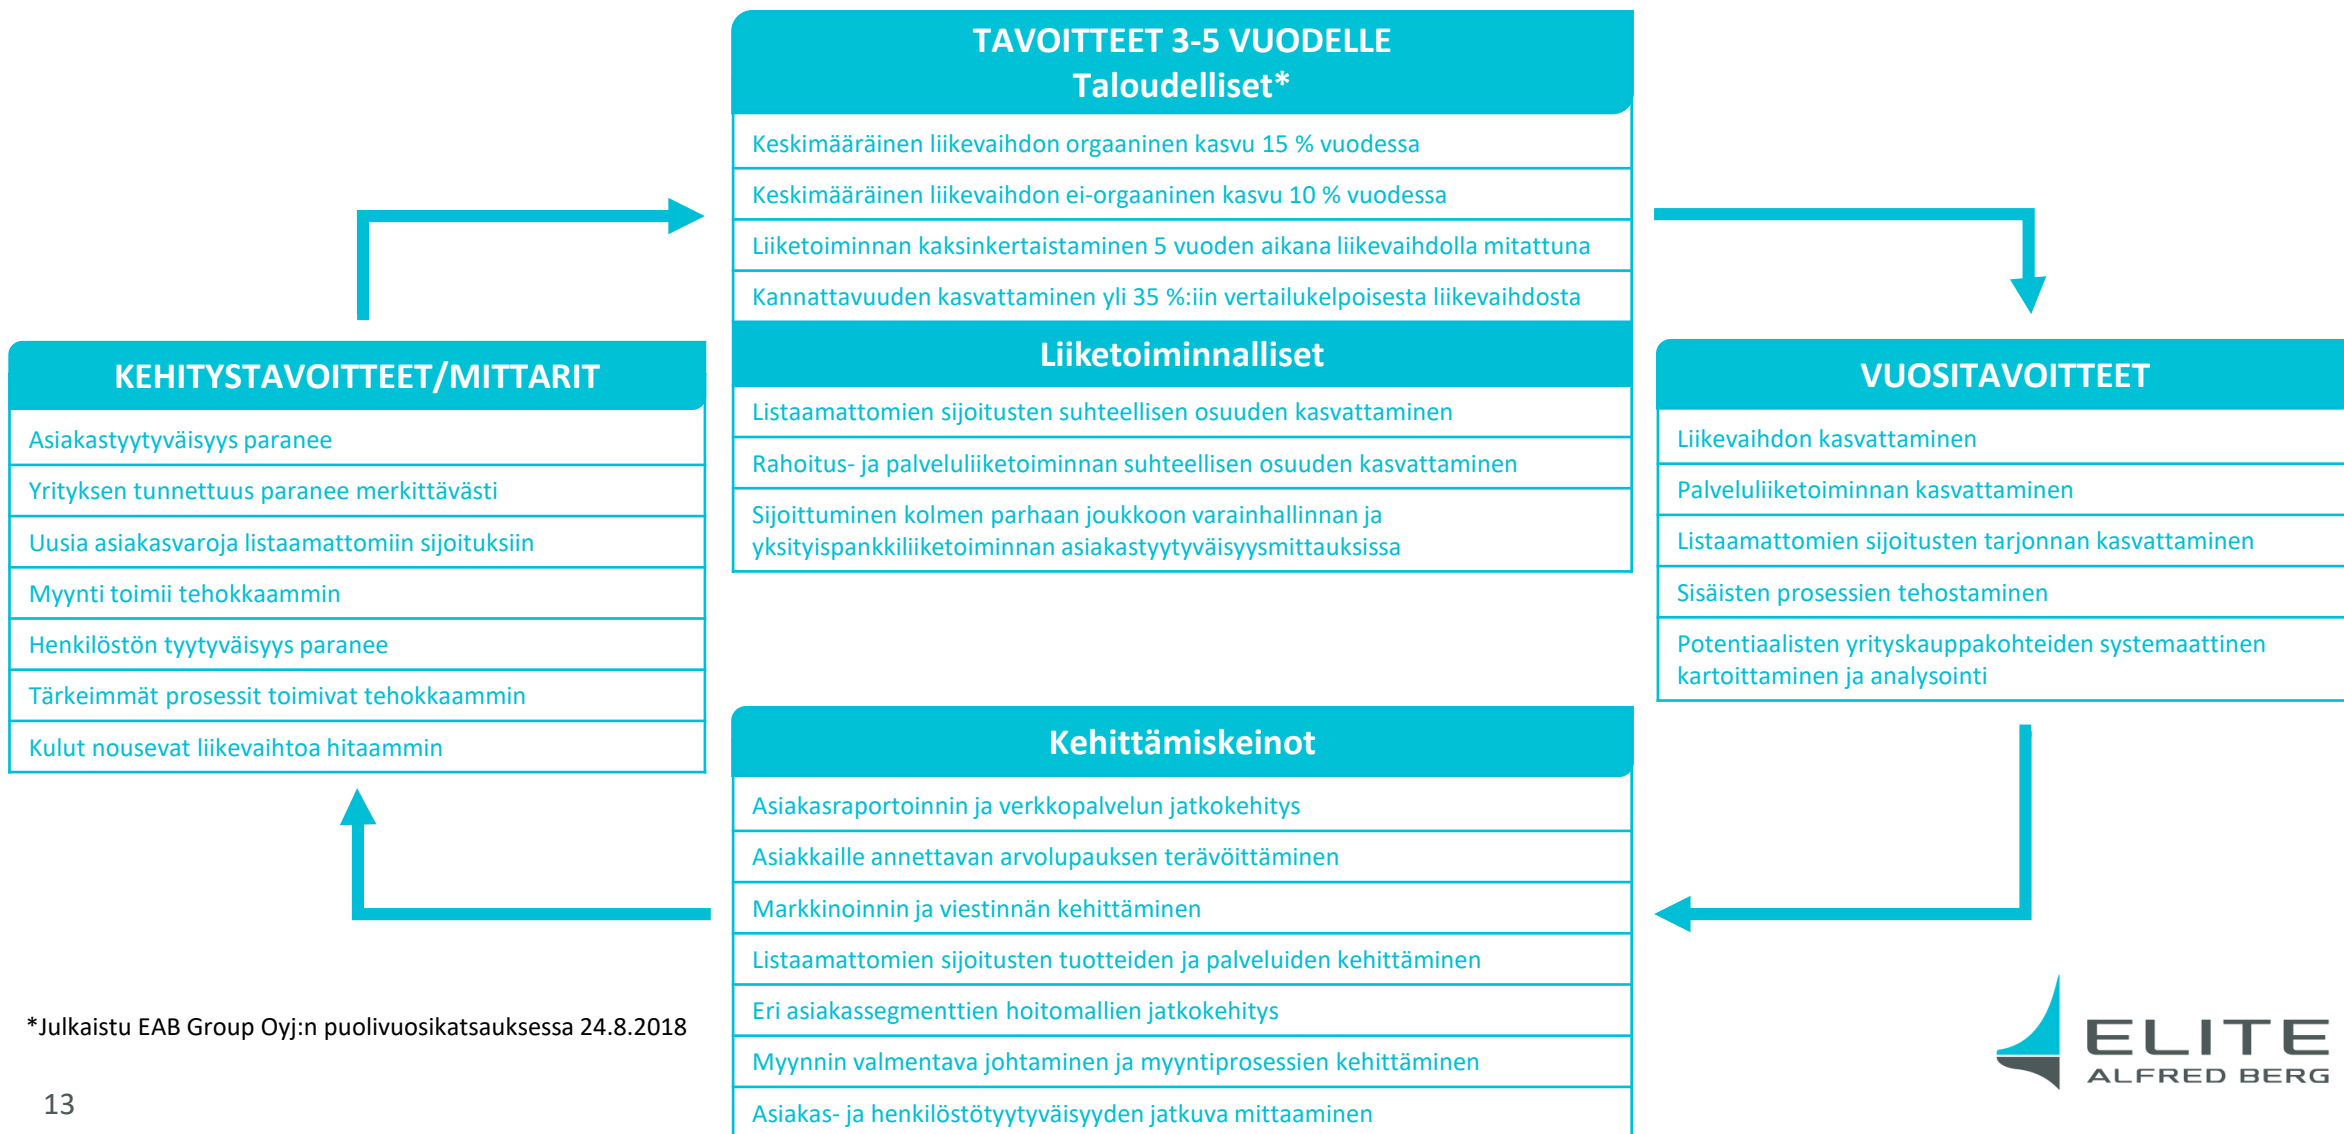 TAVOITTEET 3-5 VUODELLE
Taloudelliset*
Keskimääräinen liikevaihdon orgaaninen kasvu 15 % vuodessa
Keskimääräinen liikevaihdon ei-orgaaninen kasvu 10 % vuodessa
Liiketoiminnan kaksinkertaistaminen 5 vuoden aikana liikevaihdolla mitattuna
Kannattavuuden kasvattaminen yli 35 %:iin vertailukelpoisesta liikevaihdosta
Liiketoiminnalliset
Listaamattomien sijoitusten suhteellisen osuuden kasvattaminen
Rahoitus- ja palveluliiketoiminnan suhteellisen osuuden kasvattaminen
Sijoittuminen kolmen parhaan joukkoon varainhallinnan ja
yksityispankkiliiketoiminnan asiakastyytyväisyysmittauksissa
VUOSITAVOITTEET
Liikevaihdon kasvattaminen
Palveluliiketoiminnan kasvattaminen
Listaamattomien sijoitusten tarjonnan kasvattaminen
Sisäisten prosessien tehostaminen
Potentiaalisten yrityskauppakohteiden systemaattinen
kartoittaminen ja analysointi
Kehittämiskeinot
Asiakasraportoinnin ja verkkopalvelun jatkokehitys
Asiakkaille annettavan arvolupauksen terävöittäminen
Markkinoinnin ja viestinnän kehittäminen
Listaamattomien sijoitusten tuotteiden ja palveluiden kehittäminen
Eri asiakassegmenttien hoitomallien jatkokehitys
Myynnin valmentava johtaminen ja myyntiprosessien kehittäminen
Asiakas- ja henkilöstötyytyväisyyden jatkuva mittaaminen
KEHITYSTAVOITTEET/MITTARIT
Asiakastyytyväisyys paranee
Yrityksen tunnettuus paranee merkittävästi
Uusia asiakasvaroja listaamattomiin sijoituksiin
Myynti toimii tehokkaammin
Henkilöstön tyytyväisyys paranee
Tärkeimmät prosessit toimivat tehokkaammin
Kulut nousevat liikevaihtoa hitaammin
*Julkaistu EAB Group Oyj:n puolivuosikatsauksessa 24.8.2018
13
ELITE
ALFRED BERG